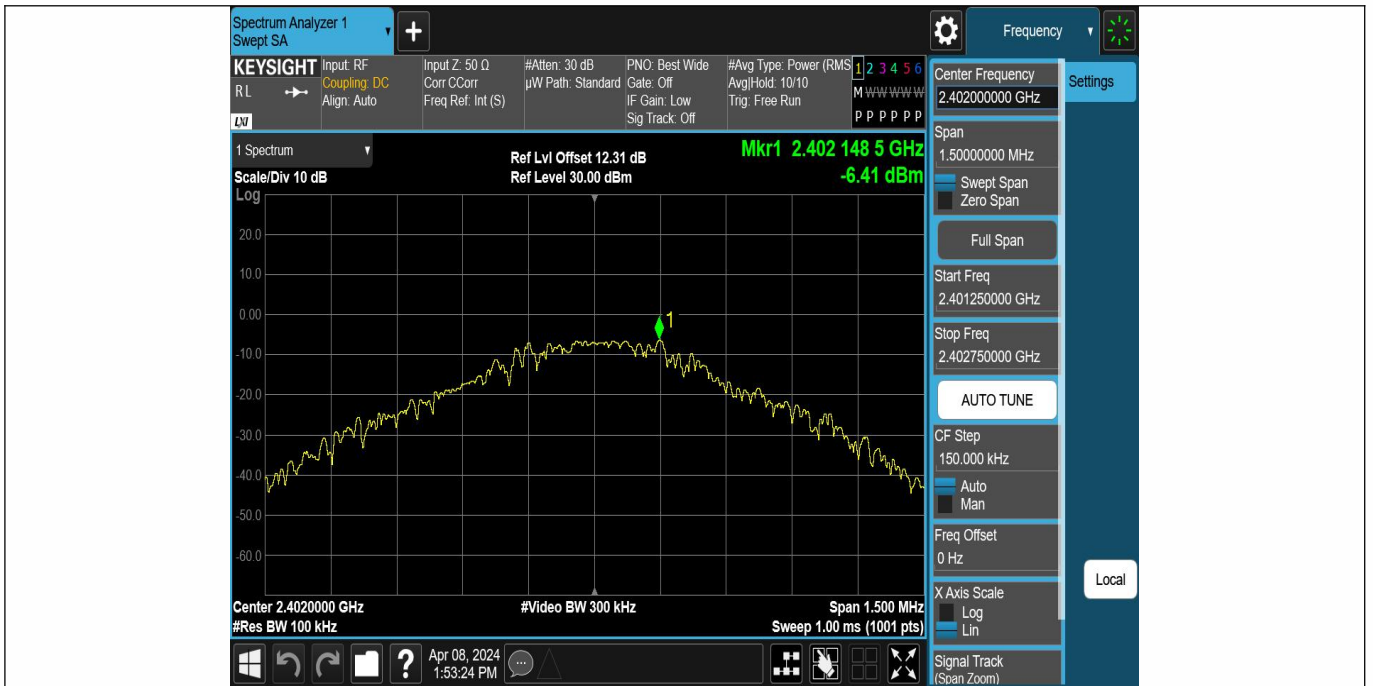 Spectrum Analyzer 1
Swept SA
+
Frequency
KEYSIGHT
RL
LXI
Input: RF
Coupling: DC
Align: Auto
Input Z: 50 Ω
Corr CCorr
Freq Ref: Int (S)
#Atten: 30 dB
µW Path: Standard
PNO: Best Wide
Gate: Off
IF Gain: Low
Sig Track: Off
#Avg Type: Power (RMS
Avg|Hold: 10/10
Trig: Free Run
1 2 3 4 5 6
M W W W W W
P P P P P P
1 Spectrum
Scale/Div 10 dB
Log
Ref Lvl Offset 12.31 dB
Ref Level 30.00 dBm
Mkr1 2.402 148 5 GHz
-6.41 dBm
20.0
10.0
0.00
-10.0
-20.0
-30.0
-40.0
-50.0
-60.0
1
Center 2.4020000 GHz
#Res BW 100 kHz
#Video BW 300 kHz
Span 1.500 MHz
Sweep 1.00 ms (1001 pts)
?
Apr 08, 2024
1:53:24 PM
Center Frequency
2.402000000 GHz
Settings
Span
1.50000000 MHz
Swept Span
Zero Span
Full Span
Start Freq
2.401250000 GHz
Stop Freq
2.402750000 GHz
AUTO TUNE
CF Step
150.000 kHz
Auto
Man
Freq Offset
0 Hz
Local
X Axis Scale
Log
Lin
Signal Track
(Span Zoom)